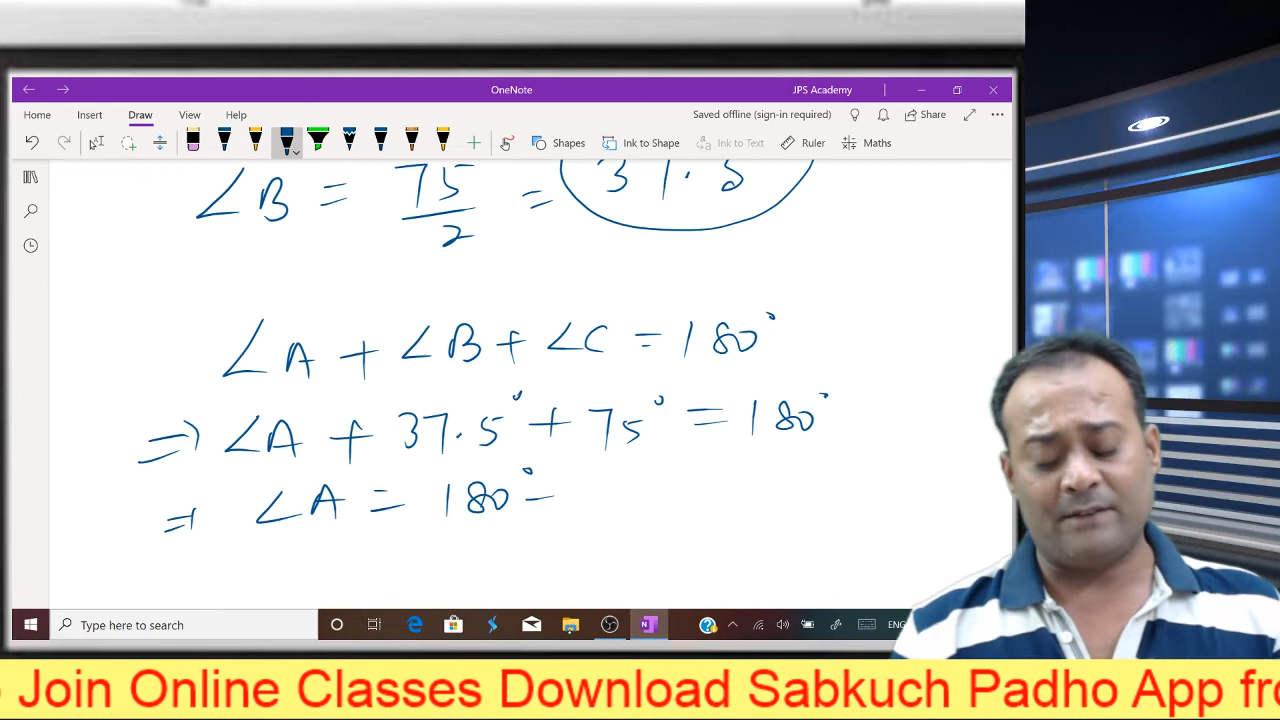 OneNote
JPS Academy
Home Insert Draw View Help
Saved offline (sign-in required)
Share
Shapes
Ink to Shape
Ink to Text
Ruler
Maths
∠B = 75/2 = 37.5
∠A + ∠B + ∠C = 180°
⇒ ∠A + 37.5° + 75° = 180°
⇒ ∠A = 180° -
Type here to search
ENG
Join Online Classes Download Sabkuch Padho App fro